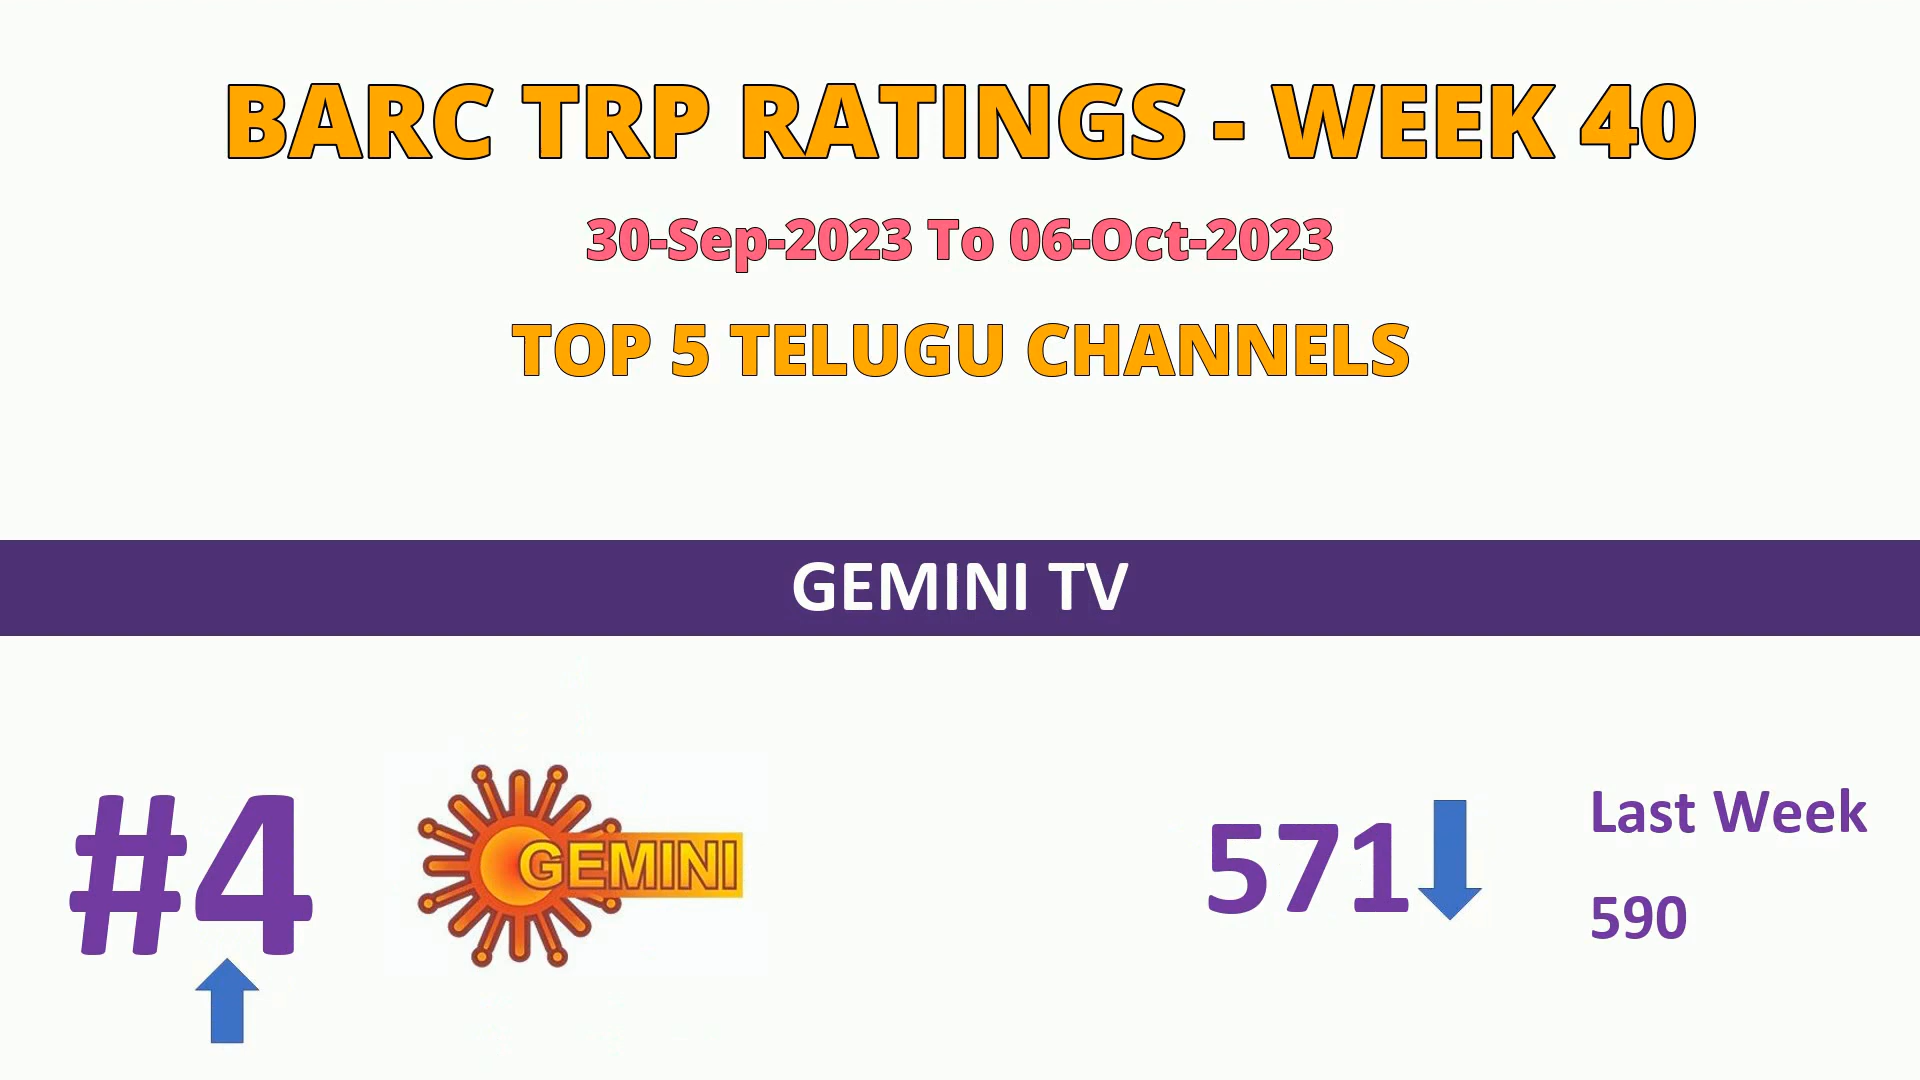 BARC TRP RATINGS - WEEK 40
30-Sep-2023 To 06-Oct-2023
TOP 5 TELUGU CHANNELS
GEMINI TV
#4
GEMINI
571
Last Week
590